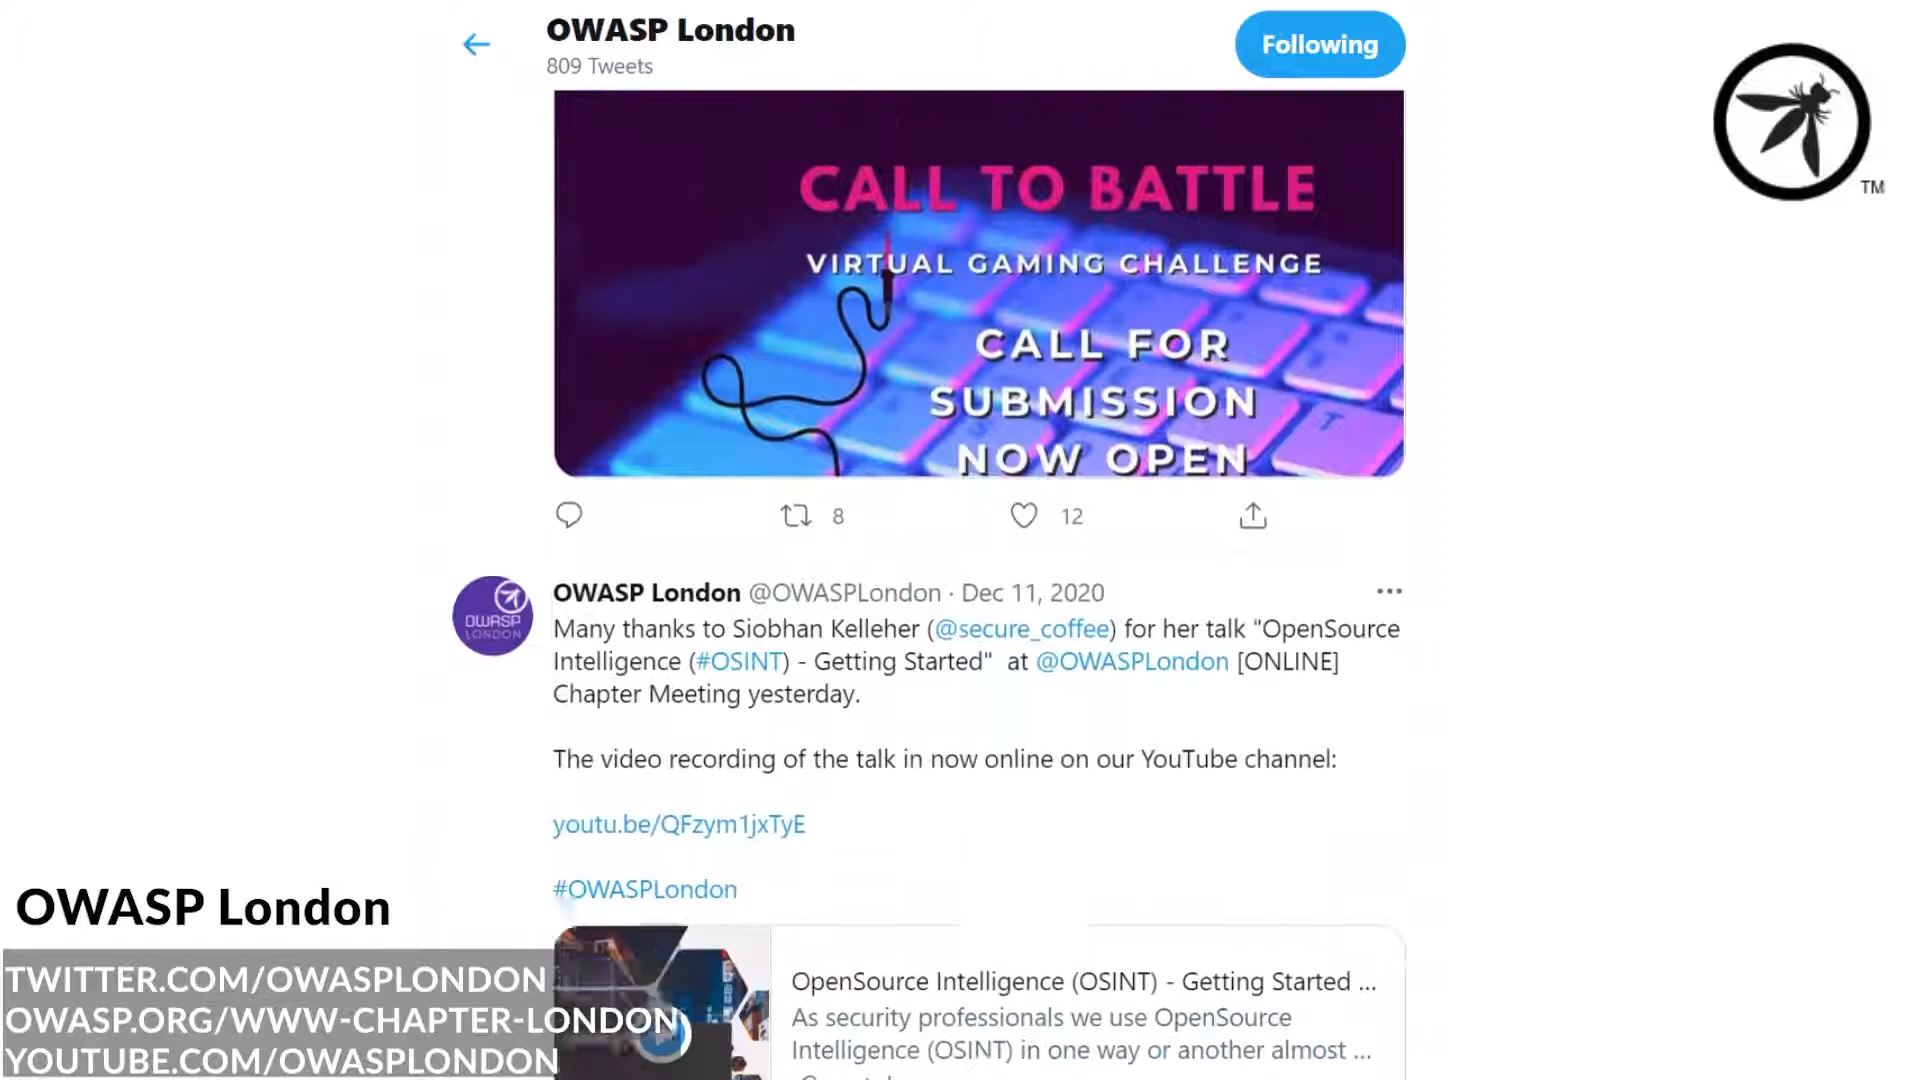 OWASP London
809 Tweets
Following
TM
CALL TO BATTLE
VIRTUAL GAMING CHALLENGE
CALL FOR
SUBMISSION
NOW OPEN
T
8
12
OWASP
LONDON
OWASP London @OWASPLondon · Dec 11, 2020
Many thanks to Siobhan Kelleher (@secure_coffee) for her talk "OpenSource
Intelligence (#OSINT) - Getting Started" at @OWASPLondon [ONLINE]
Chapter Meeting yesterday.
The video recording of the talk in now online on our YouTube channel:
youtu.be/QFzym1jxTyE
#OWASPLondon
OpenSource Intelligence (OSINT) - Getting Started ...
As security professionals we use OpenSource
Intelligence (OSINT) in one way or another almost ...
OWASP London
TWITTER.COM/OWASPLONDON
OWASP.ORG/WWW-CHAPTER-LONDON
YOUTUBE.COM/OWASPLONDON